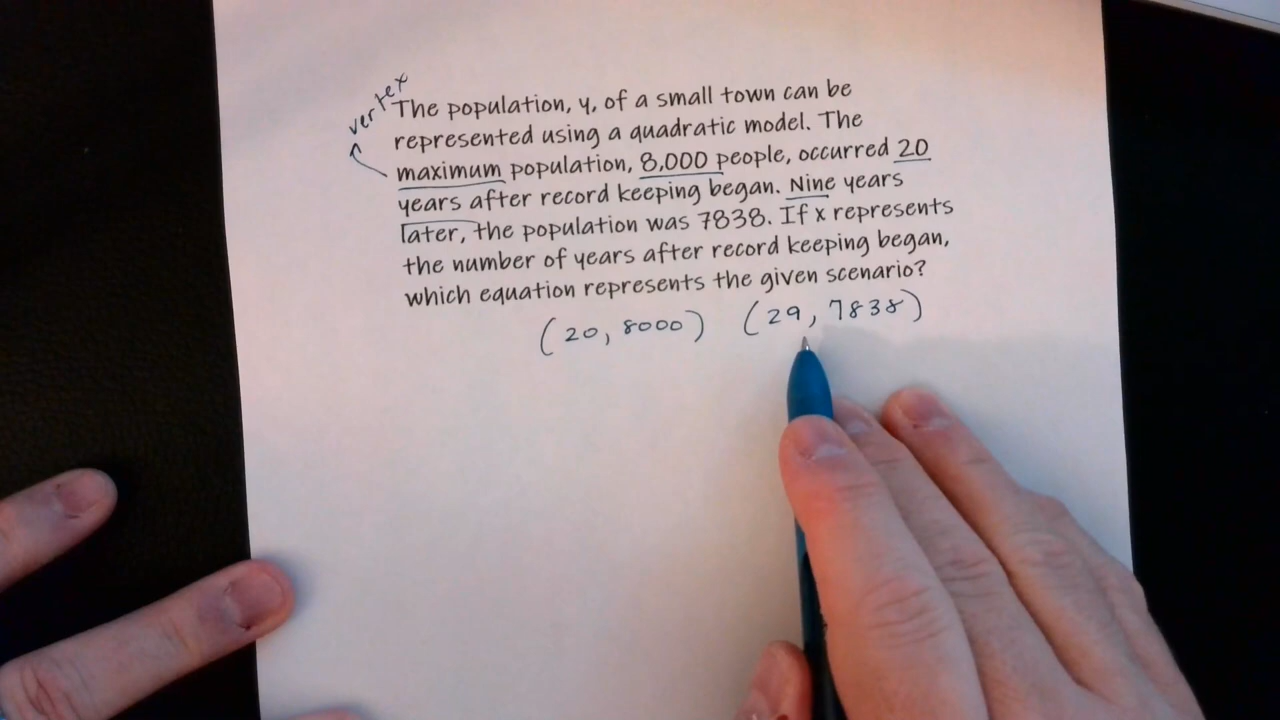 vertex
The population, y, of a small town can be
represented using a quadratic model. The
maximum population, 8,000 people, occurred 20
years after record keeping began. Nine years
later, the population was 7838. If x represents
the number of years after record keeping began,
which equation represents the given scenario?
(20, 8000) (29, 7838)